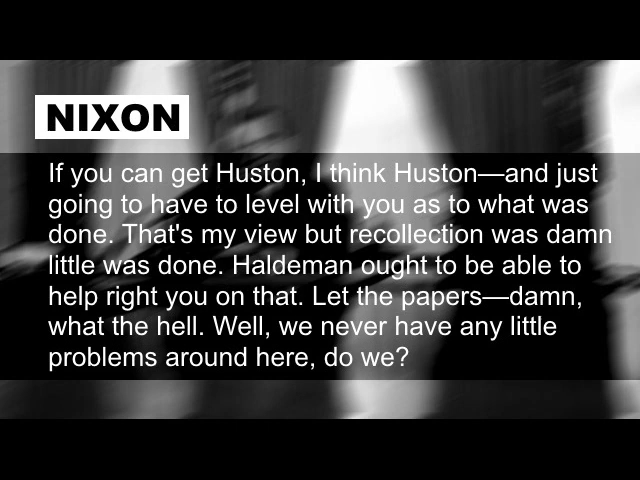 NIXON
If you can get Huston, I think Huston—and just
going to have to level with you as to what was
done. That's my view but recollection was damn
little was done. Haldeman ought to be able to
help right you on that. Let the papers—damn,
what the hell. Well, we never have any little
problems around here, do we?